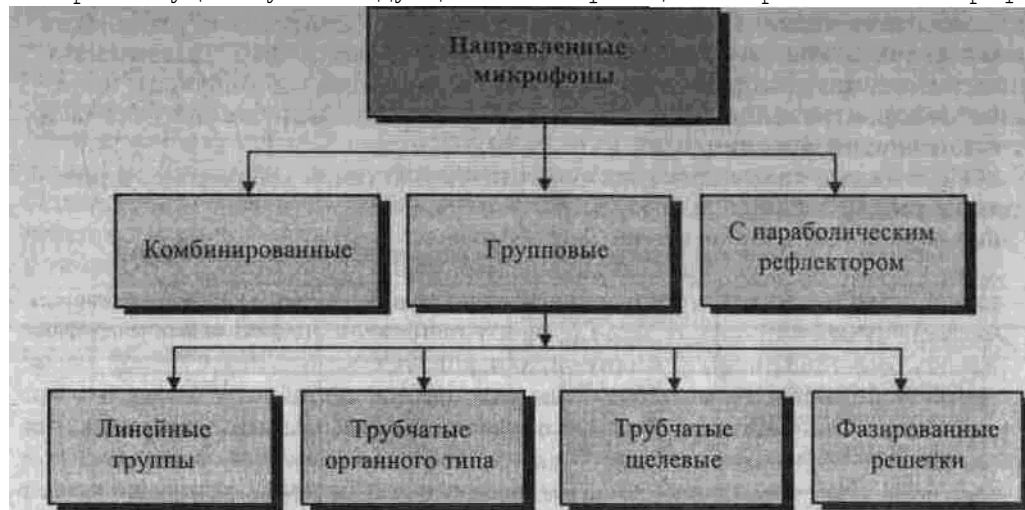 Направленные
микрофоны
Комбинированные
Групповые
С параболическим
рефлектором
Линейные
группы
Трубчатые
органного типа
Трубчатые
щелевые
Фазированные
решетки